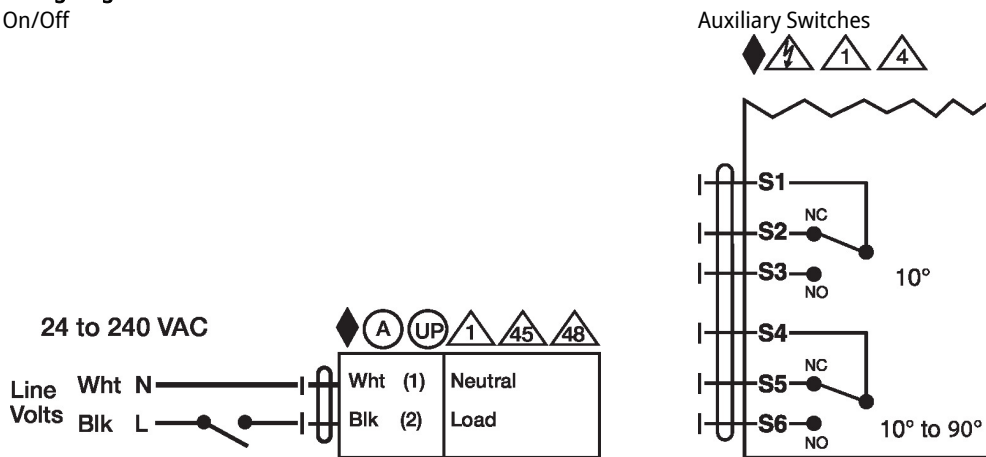 On/Off
24 to 240 VAC
A UP 1 45 48
Line Volts
Wht N
Blk L
Wht (1) Neutral
Blk (2) Load
Auxiliary Switches
1 4
S1
S2 NC
S3 NO
10°
S4
S5 NC
S6 NO
10° to 90°